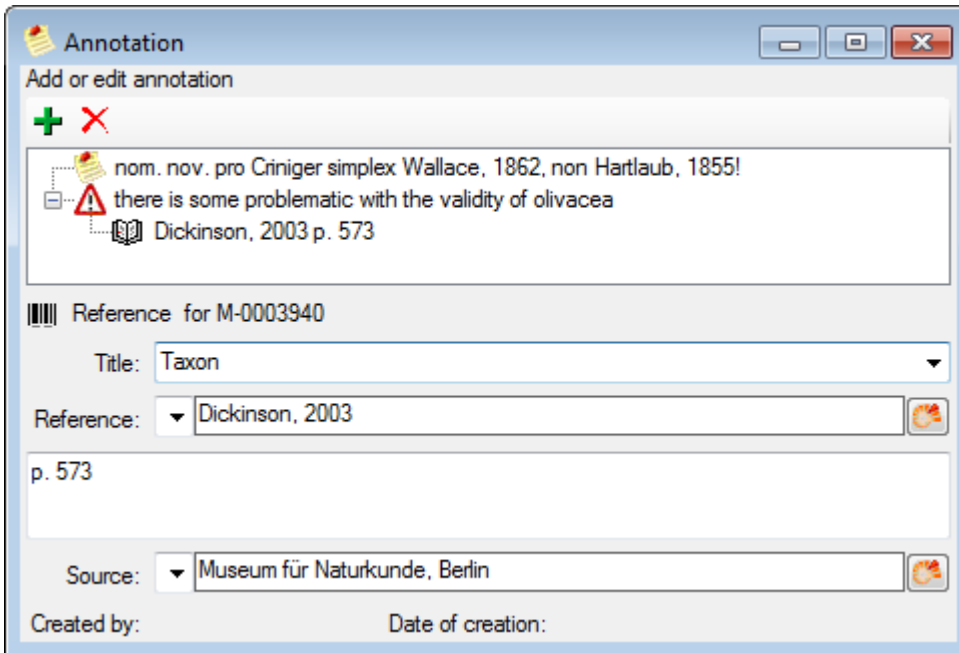 Annotation
Add or edit annotation
nom. nov. pro Criniger simplex Wallace, 1862, non Hartlaub, 1855!
there is some problematic with the validity of olivacea
Dickinson, 2003 p. 573
Reference for M-0003940
Title: Taxon
Reference: Dickinson, 2003
p. 573
Source: Museum für Naturkunde, Berlin
Created by: Date of creation: